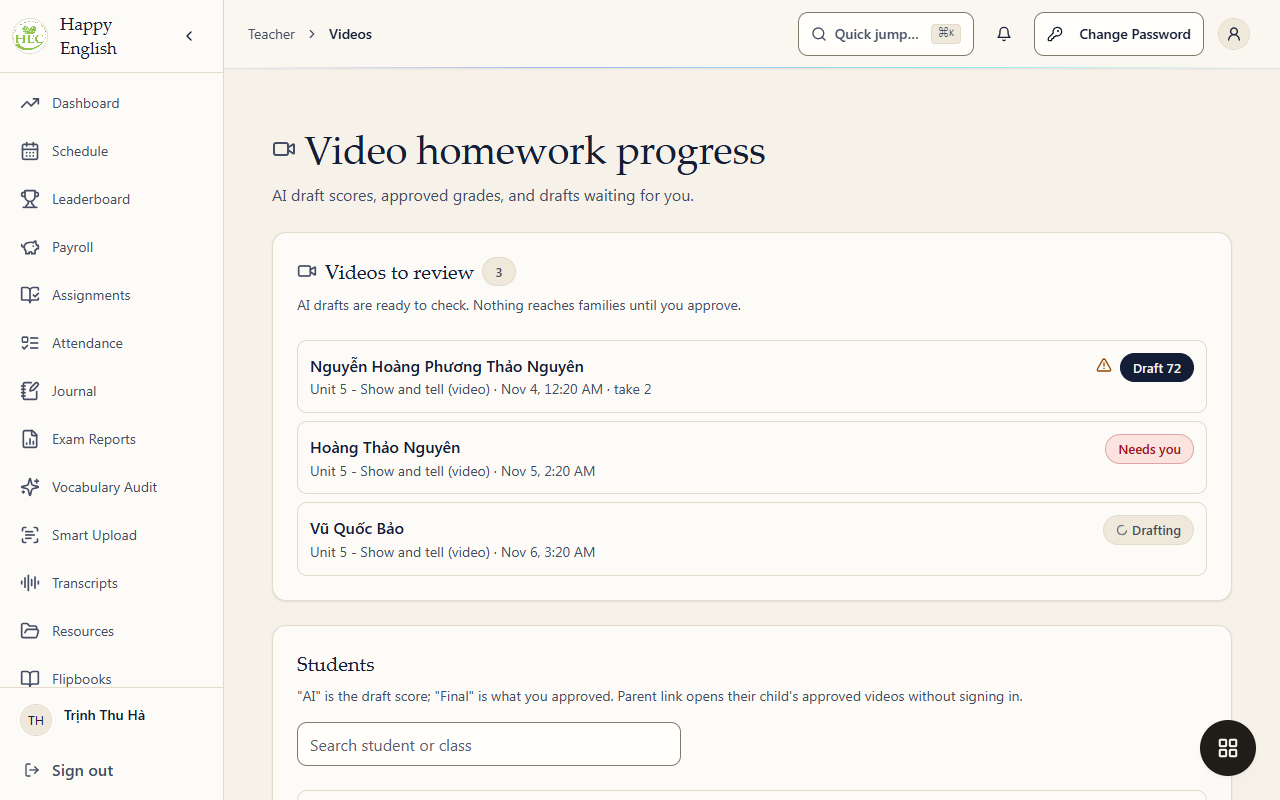 HEC
Happy
English
Teacher
Videos
Quick jump...
⌘K
Change Password
Dashboard
Schedule
Leaderboard
Payroll
Assignments
Attendance
Journal
Exam Reports
Vocabulary Audit
Smart Upload
Transcripts
Resources
Flipbooks
TH
Trịnh Thu Hà
Sign out
Video homework progress
AI draft scores, approved grades, and drafts waiting for you.
Videos to review 3
AI drafts are ready to check. Nothing reaches families until you approve.
Nguyễn Hoàng Phương Thảo Nguyên
Unit 5 - Show and tell (video) · Nov 4, 12:20 AM · take 2
Draft 72
Hoàng Thảo Nguyên
Unit 5 - Show and tell (video) · Nov 5, 2:20 AM
Needs you
Vũ Quốc Bảo
Unit 5 - Show and tell (video) · Nov 6, 3:20 AM
Drafting
Students
"AI" is the draft score; "Final" is what you approved. Parent link opens their child's approved videos without signing in.
Search student or class